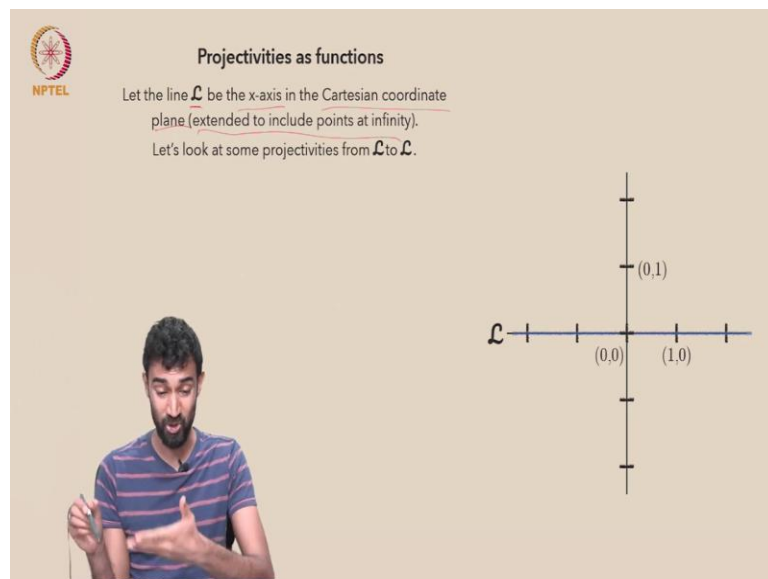 NPTEL
Projectivities as functions
Let the line ℒ be the x-axis in the Cartesian coordinate
plane (extended to include points at infinity).
Let's look at some projectivities from ℒ to ℒ.
(0,1)
ℒ
(0,0) (1,0)